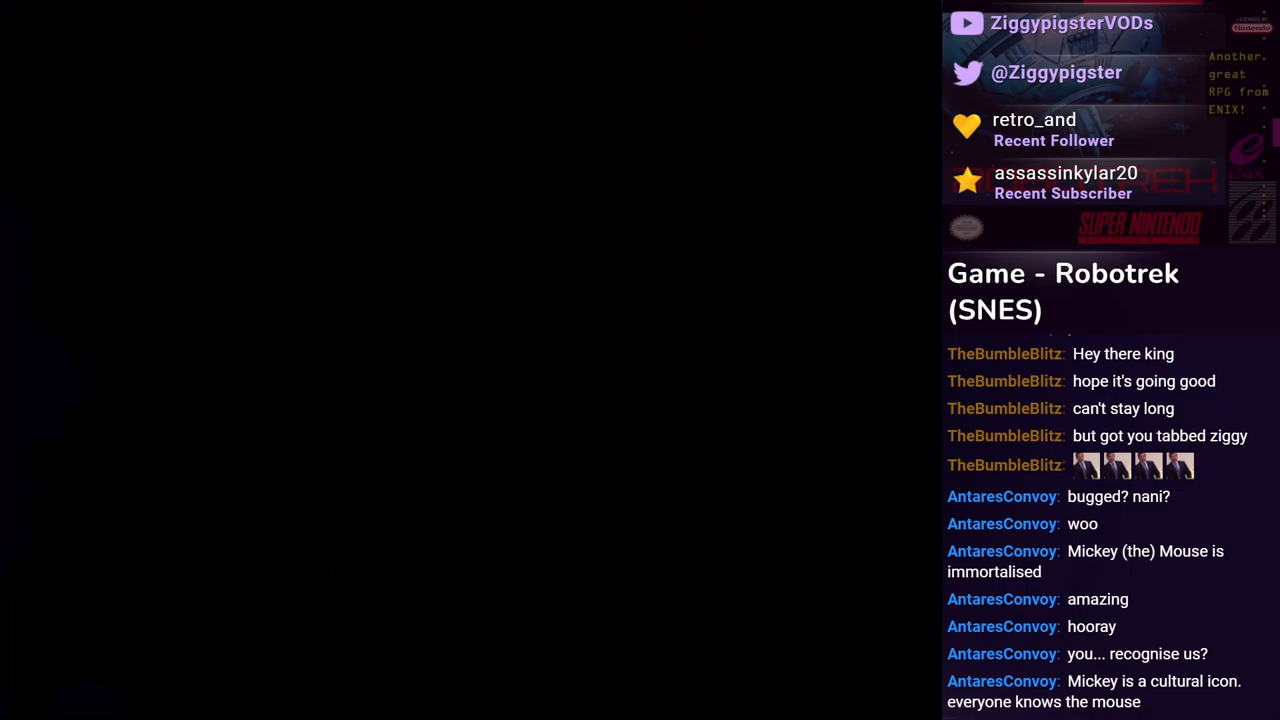 ZiggypigsterVODs
@Ziggypigster
retro_and
Recent Follower
assassinkylar20
Recent Subscriber
Another
great
RPG from
ENIX!
SUPER NINTENDO
Game - Robotrek
(SNES)
TheBumbleBlitz: Hey there king
TheBumbleBlitz: hope it's going good
TheBumbleBlitz: can't stay long
TheBumbleBlitz: but got you tabbed ziggy
TheBumbleBlitz:
AntaresConvoy: bugged? nani?
AntaresConvoy: woo
AntaresConvoy: Mickey (the) Mouse is
immortalised
AntaresConvoy: amazing
AntaresConvoy: hooray
AntaresConvoy: you... recognise us?
AntaresConvoy: Mickey is a cultural icon.
everyone knows the mouse